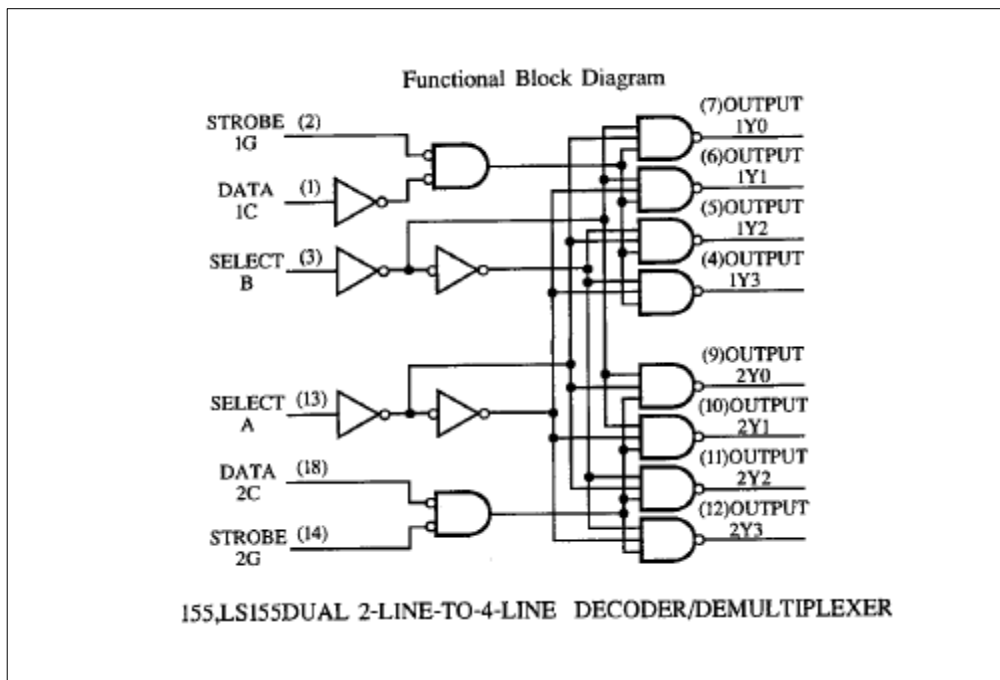 Functional Block Diagram
STROBE (2)
1G
DATA (1)
1C
SELECT (3)
B
SELECT (13)
A
DATA (18)
2C
STROBE (14)
2G
(7)OUTPUT
1Y0
(6)OUTPUT
1Y1
(5)OUTPUT
1Y2
(4)OUTPUT
1Y3
(9)OUTPUT
2Y0
(10)OUTPUT
2Y1
(11)OUTPUT
2Y2
(12)OUTPUT
2Y3
155,LS155DUAL 2-LINE-TO-4-LINE DECODER/DEMULTIPLEXER